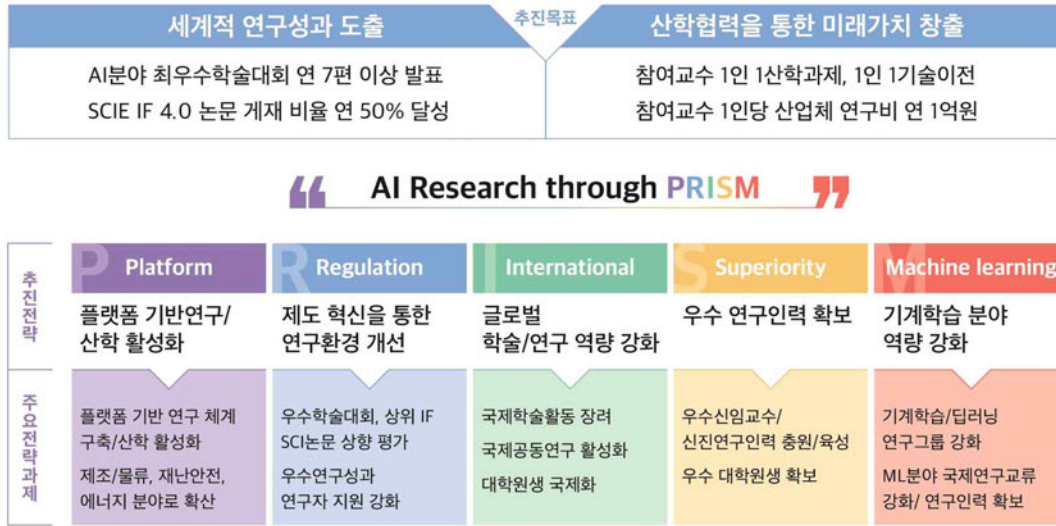 추진목표
세계적 연구성과 도출
AI분야 최우수학술대회 연 7편 이상 발표
SCIE IF 4.0 논문 게재 비율 연 50% 달성
산학협력을 통한 미래가치 창출
참여교수 1인 1산학과제, 1인 1기술이전
참여교수 1인당 산업체 연구비 연 1억원
“ AI Research through PRISM ”
추진전략
P Platform
플랫폼 기반연구/
산학 활성화
R Regulation
제도 혁신을 통한
연구환경 개선
I International
글로벌
학술/연구 역량 강화
S Superiority
우수 연구인력 확보
M Machine learning
기계학습 분야
역량 강화
주요전략과제
플랫폼 기반 연구 체계
구축/산학 활성화
제조/물류, 재난안전,
에너지 분야로 확산
우수학술대회, 상위 IF
SCI논문 상향 평가
우수연구성과
연구자 지원 강화
국제학술활동 장려
국제공동연구 활성화
대학원생 국제화
우수신임교수/
신진연구인력 충원/육성
우수 대학원생 확보
기계학습/딥러닝
연구그룹 강화
ML분야 국제연구교류
강화/ 연구인력 확보